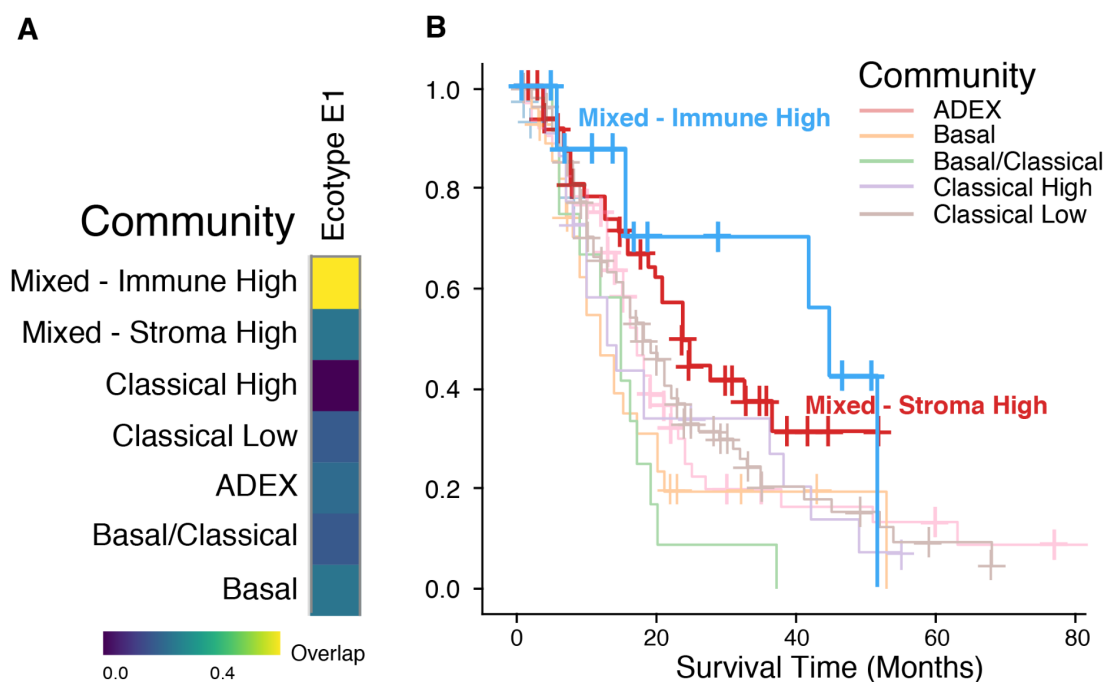 A
Ecotype E1
Community
Mixed - Immune High
Mixed - Stroma High
Classical High
Classical Low
ADEX
Basal/Classical
Basal
0.0
0.4
Overlap
B
1.0
0.8
0.6
0.4
0.2
0.0
0
20
40
60
80
Survival Time (Months)
Mixed - Immune High
Mixed - Stroma High
Community
ADEX
Basal
Basal/Classical
Classical High
Classical Low